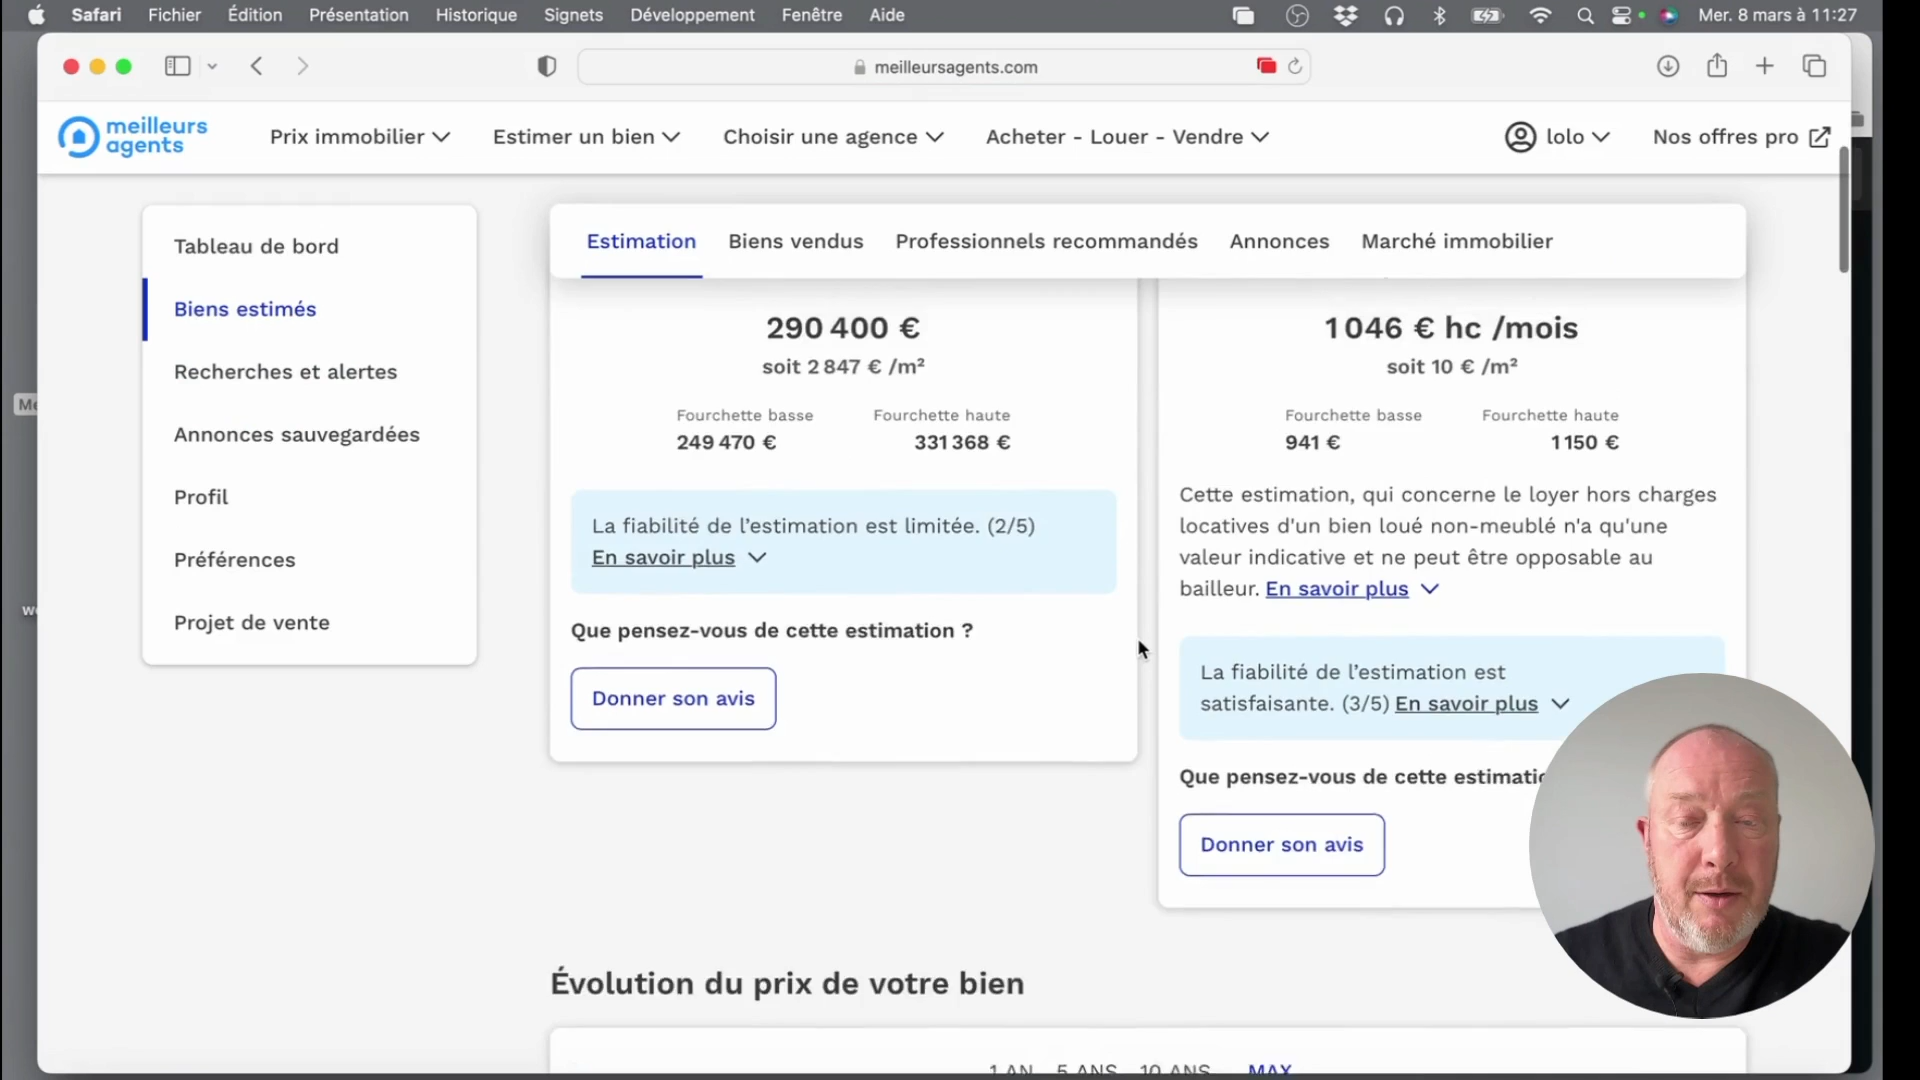 Safari Fichier Édition Présentation Historique Signets Développement Fenêtre Aide Mer. 8 mars à 11:27
meilleursagents.com
meilleurs
agents
Prix immobilier Estimer un bien Choisir une agence Acheter - Louer - Vendre lolo Nos offres pro
Tableau de bord
Biens estimés
Recherches et alertes
Annonces sauvegardées
Profil
Préférences
Projet de vente
Estimation Biens vendus Professionnels recommandés Annonces Marché immobilier
290 400 €
soit 2 847 € /m²
Fourchette basse Fourchette haute
249 470 € 331 368 €
La fiabilité de l’estimation est limitée. (2/5)
En savoir plus
Que pensez-vous de cette estimation ?
Donner son avis
1 046 € hc /mois
soit 10 € /m²
Fourchette basse Fourchette haute
941 € 1 150 €
Cette estimation, qui concerne le loyer hors charges
locatives d'un bien loué non-meublé n'a qu'une
valeur indicative et ne peut être opposable au
bailleur. En savoir plus
La fiabilité de l’estimation est
satisfaisante. (3/5) En savoir plus
Que pensez-vous de cette estimatio
Donner son avis
Évolution du prix de votre bien
1 AN 5 ANS 10 ANS MAX